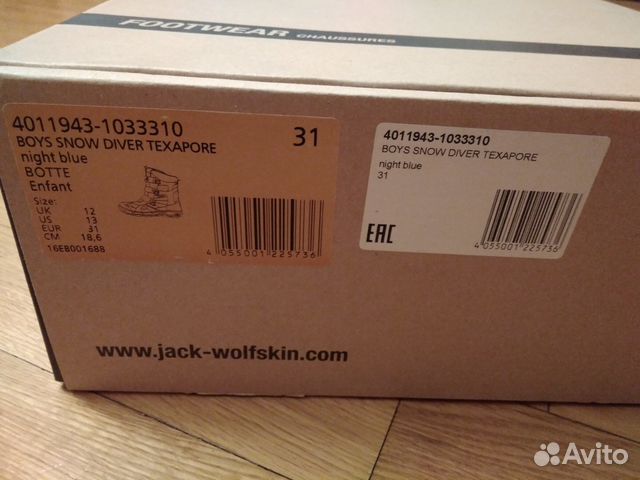 FOOTWEAR CHAUSSURES
4011943-1033310 31
BOYS SNOW DIVER TEXAPORE
night blue
BOTTE
Enfant
Size:
UK 12
US 13
EUR 31
CM 18,6
16EB001688
4 055001 225736
4011943-1033310
BOYS SNOW DIVER TEXAPORE
night blue
31
EAC
4 055001 225736
www.jack-wolfskin.com
Avito